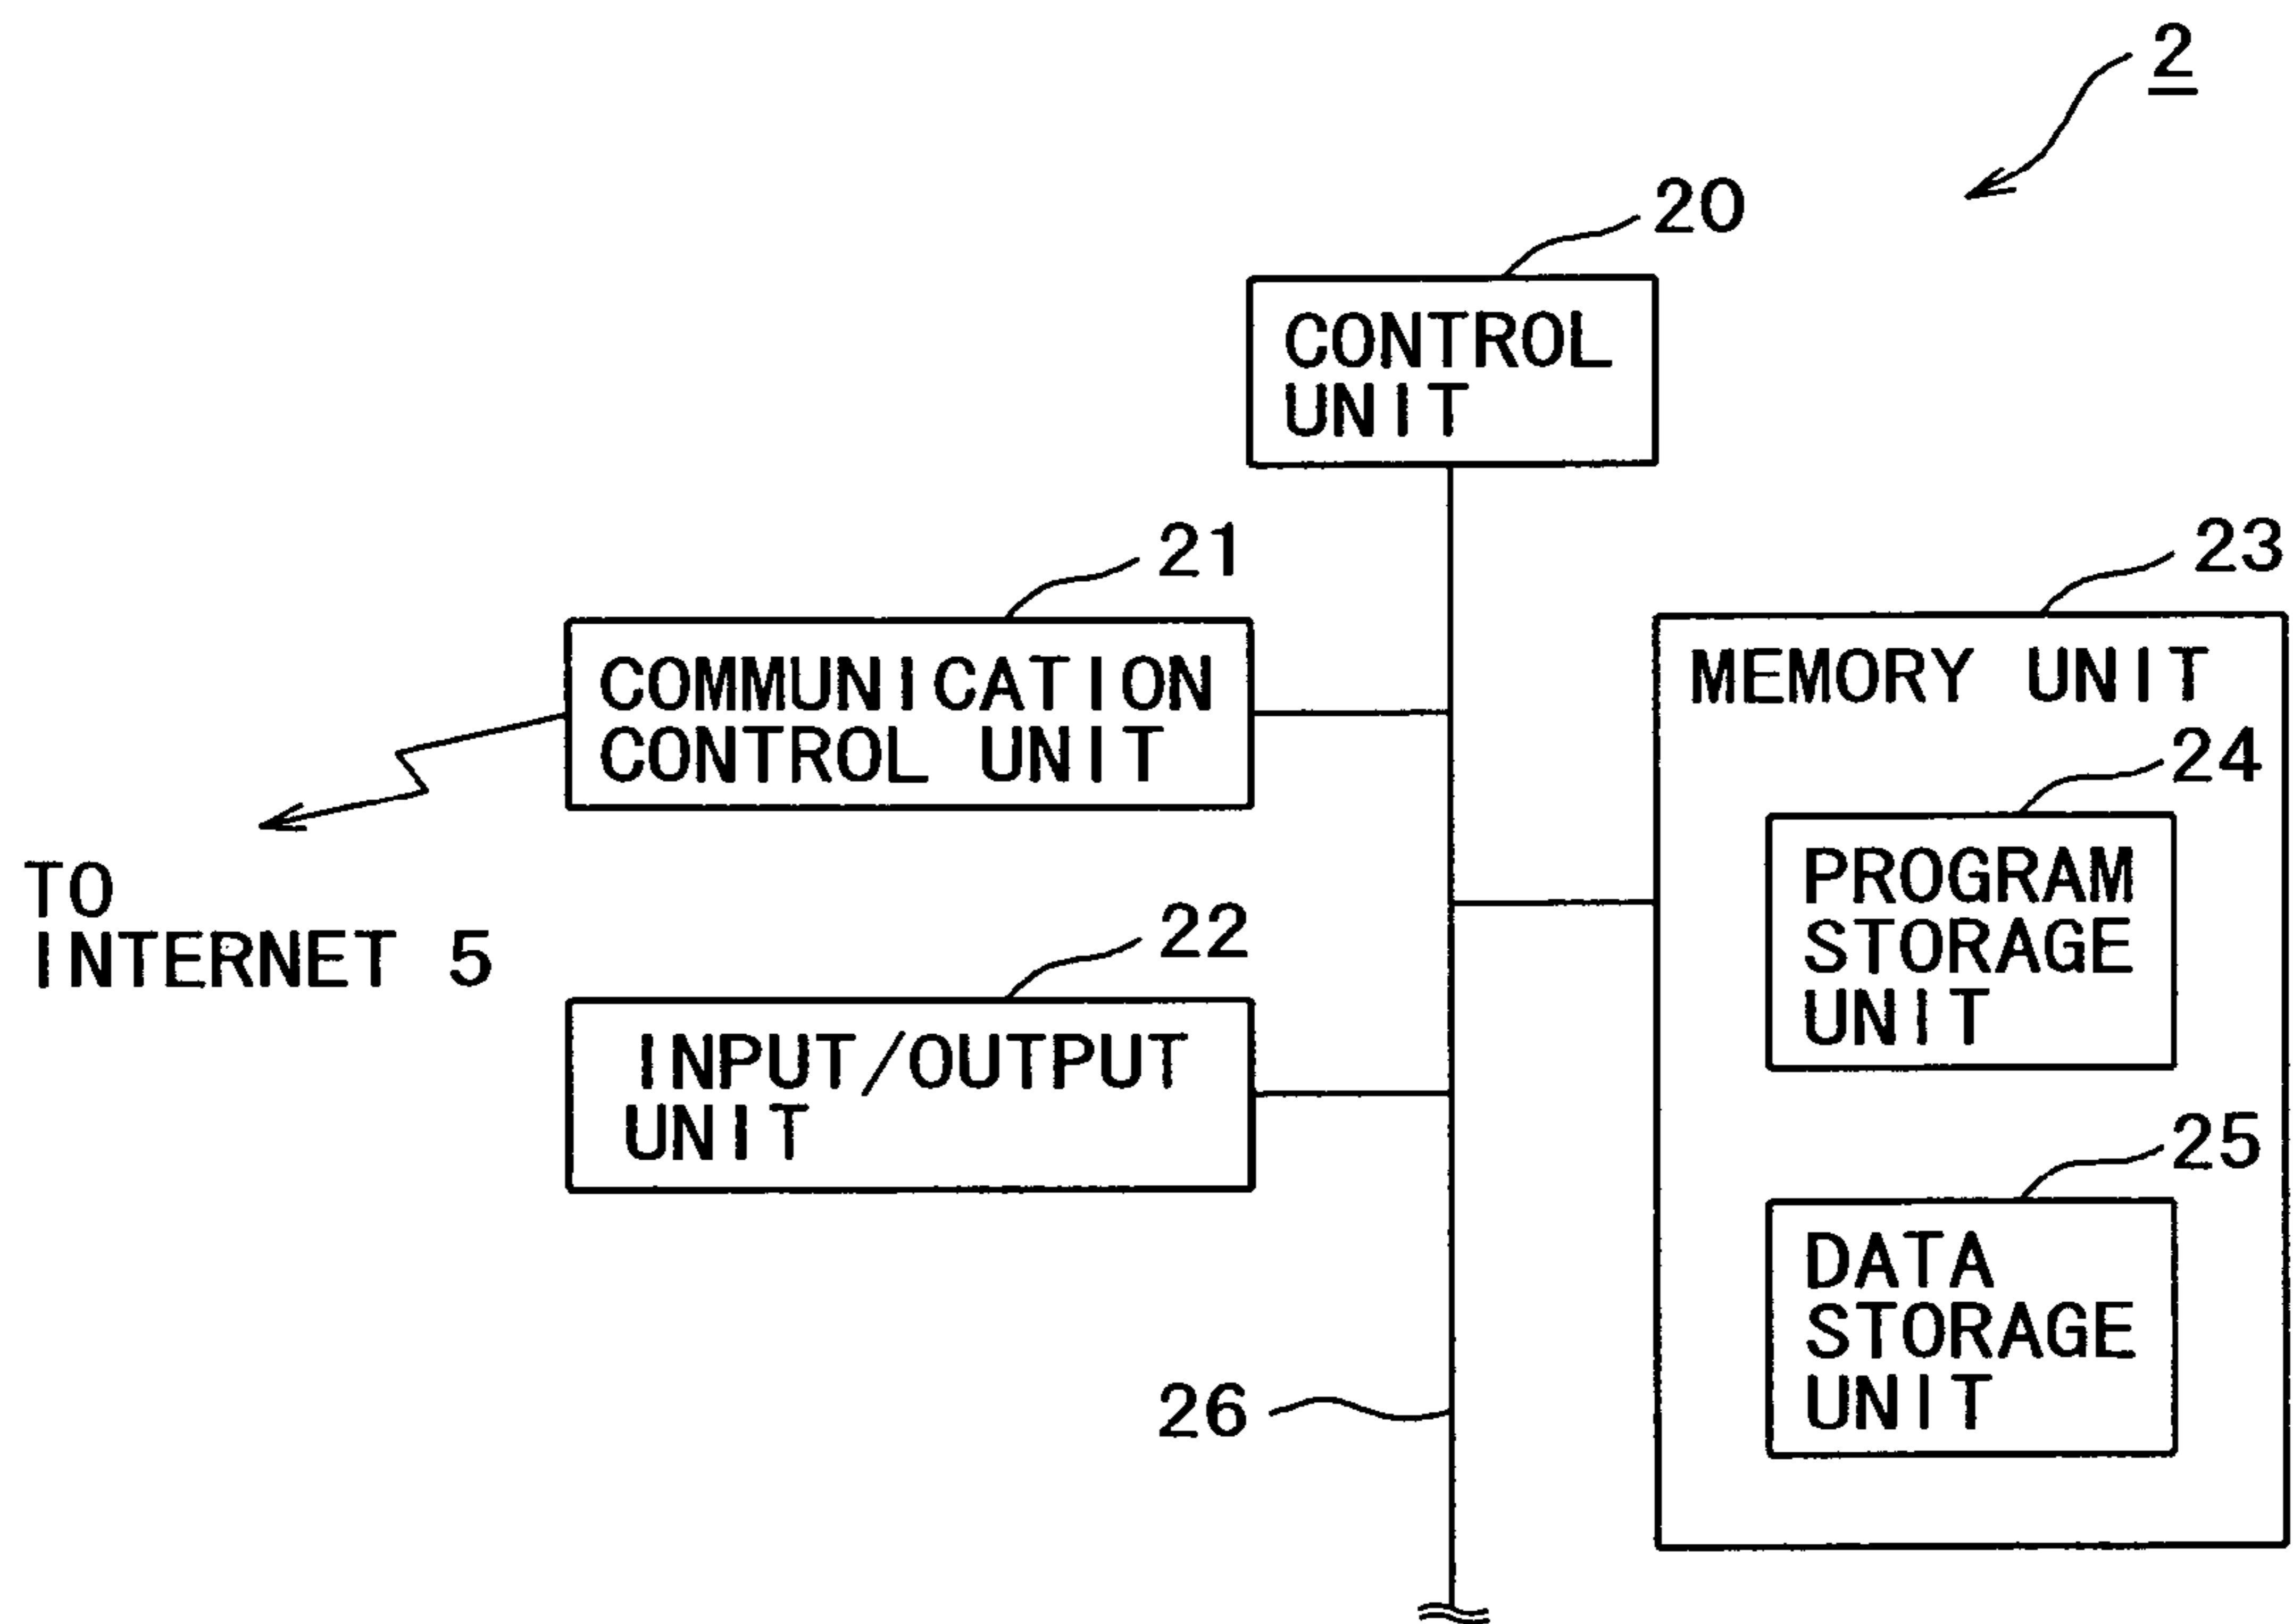 2
20
CONTROL
UNIT
21
COMMUNICATION
CONTROL UNIT
TO
INTERNET 5
22
INPUT/OUTPUT
UNIT
23
MEMORY UNIT
24
PROGRAM
STORAGE
UNIT
25
DATA
STORAGE
UNIT
26